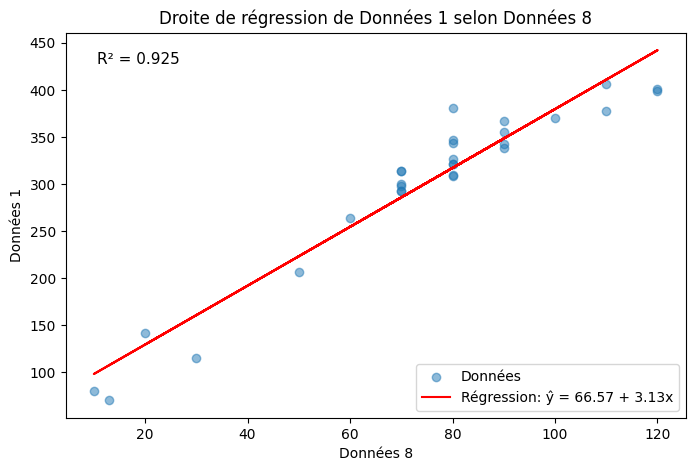 Droite de régression de Données 1 selon Données 8
R² = 0.925
450
400
350
300
250
200
150
100
Données 1
20
40
60
80
100
120
Données 8
Données
Régression: ŷ = 66.57 + 3.13x